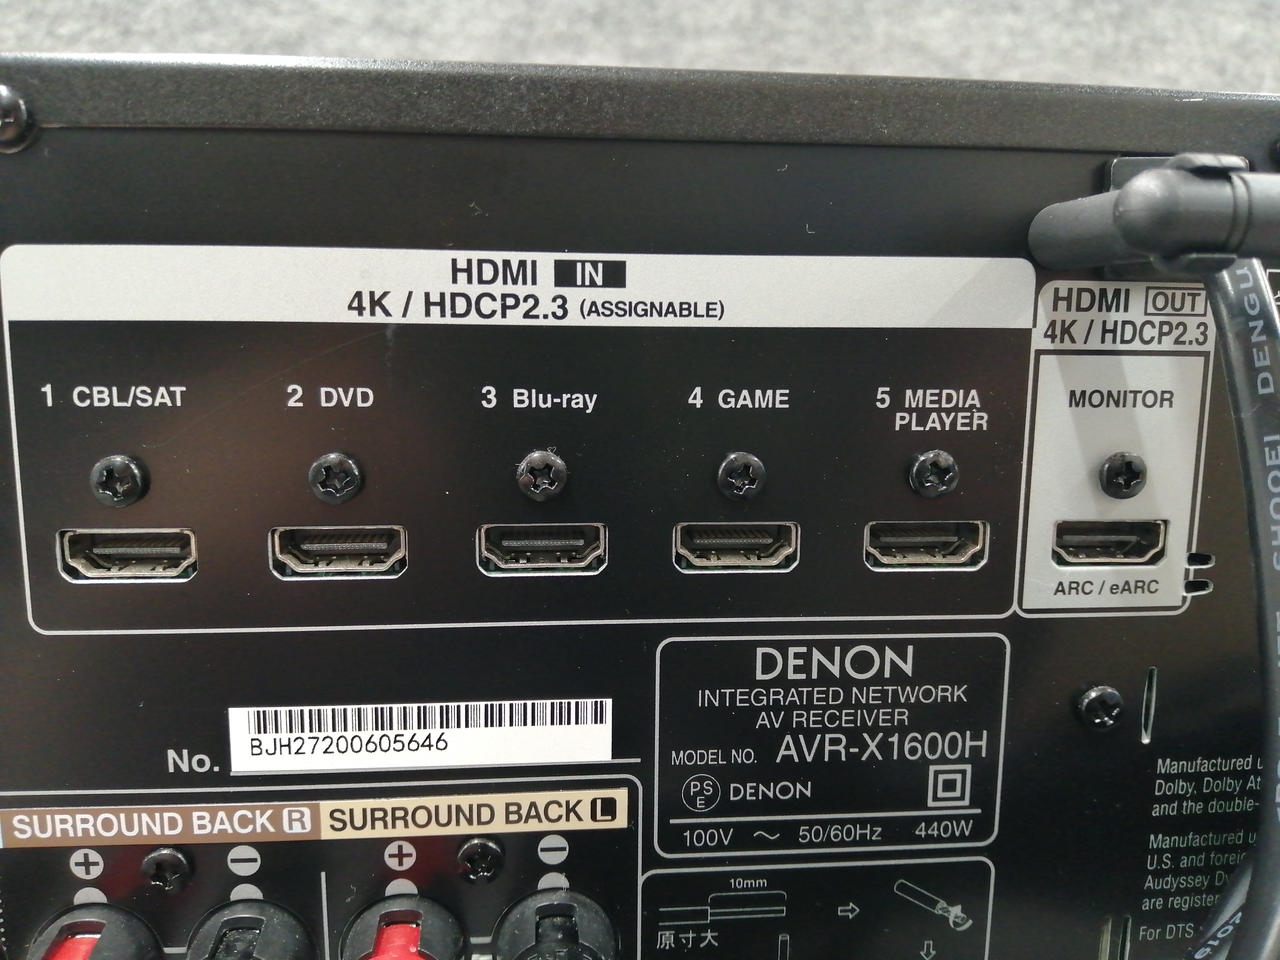 HDMI IN
4K / HDCP2.3 (ASSIGNABLE)
HDMI OUT
4K / HDCP2.3
1 CBL/SAT
2 DVD
3 Blu-ray
4 GAME
5 MEDIA
PLAYER
MONITOR
ARC / eARC
DENON
INTEGRATED NETWORK
AV RECEIVER
MODEL NO. AVR-X1600H
PS
E
DENON
100V ～ 50/60Hz 440W
No.
BJH27200605646
SURROUND BACK R
SURROUND BACK L
+
−
+
−
10mm
原寸大
Manufactured
Dolby, Dolby
and the double-
Manufactured
U.S. and
Audyssey
are
For DTS
SHOOEI DENGU